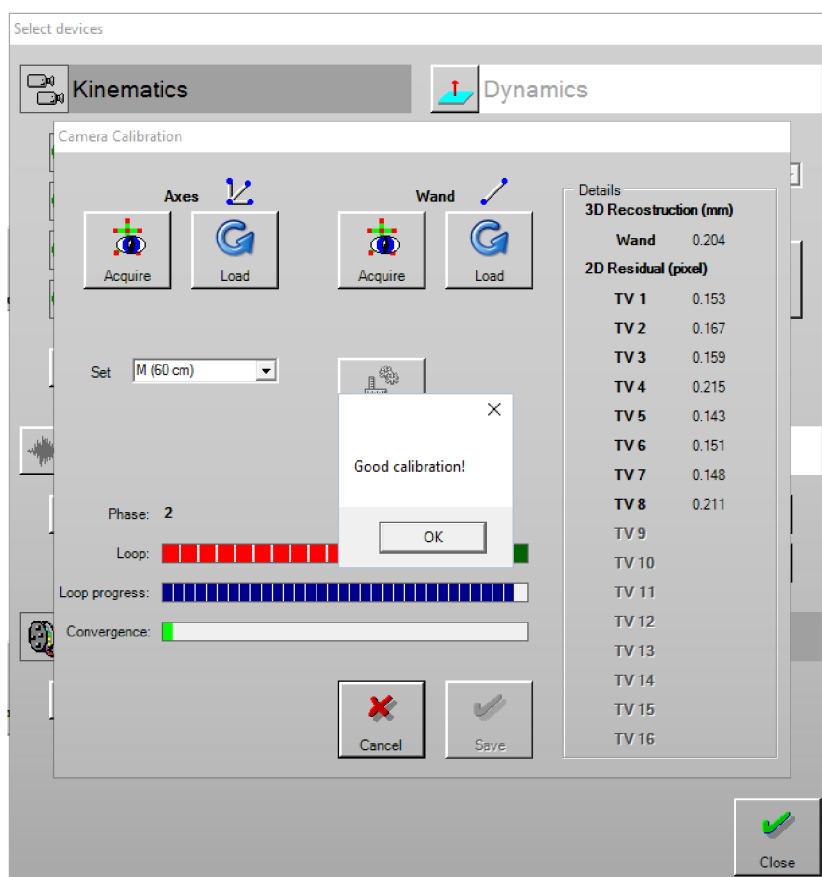 Select devices
Kinematics
Dynamics
Camera Calibration
Axes
Wand
Acquire
Load
Acquire
Load
Set
M (60 cm)
Good calibration!
OK
Phase: 2
Loop:
Loop progress:
Convergence:
Cancel
Save
Details
3D Recostruction (mm)
Wand 0.204
2D Residual (pixel)
TV 1 0.153
TV 2 0.167
TV 3 0.159
TV 4 0.215
TV 5 0.143
TV 6 0.151
TV 7 0.148
TV 8 0.211
TV 9
TV 10
TV 11
TV 12
TV 13
TV 14
TV 15
TV 16
Close